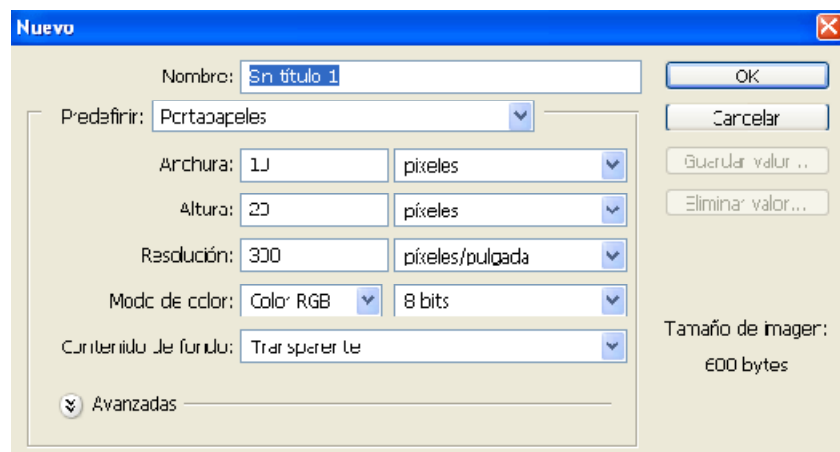 Nuevo
Nombre: Sin título 1 OK
Predefinir: Portapapeles Cancelar
Anchura: 10 píxeles Guardar valor...
Altura: 20 píxeles Eliminar valor...
Resolución: 300 píxeles/pulgada
Modo de color: Color RGB 8 bits
Contenido de fondo: Transparente
Tamaño de imagen:
600 bytes
Avanzadas